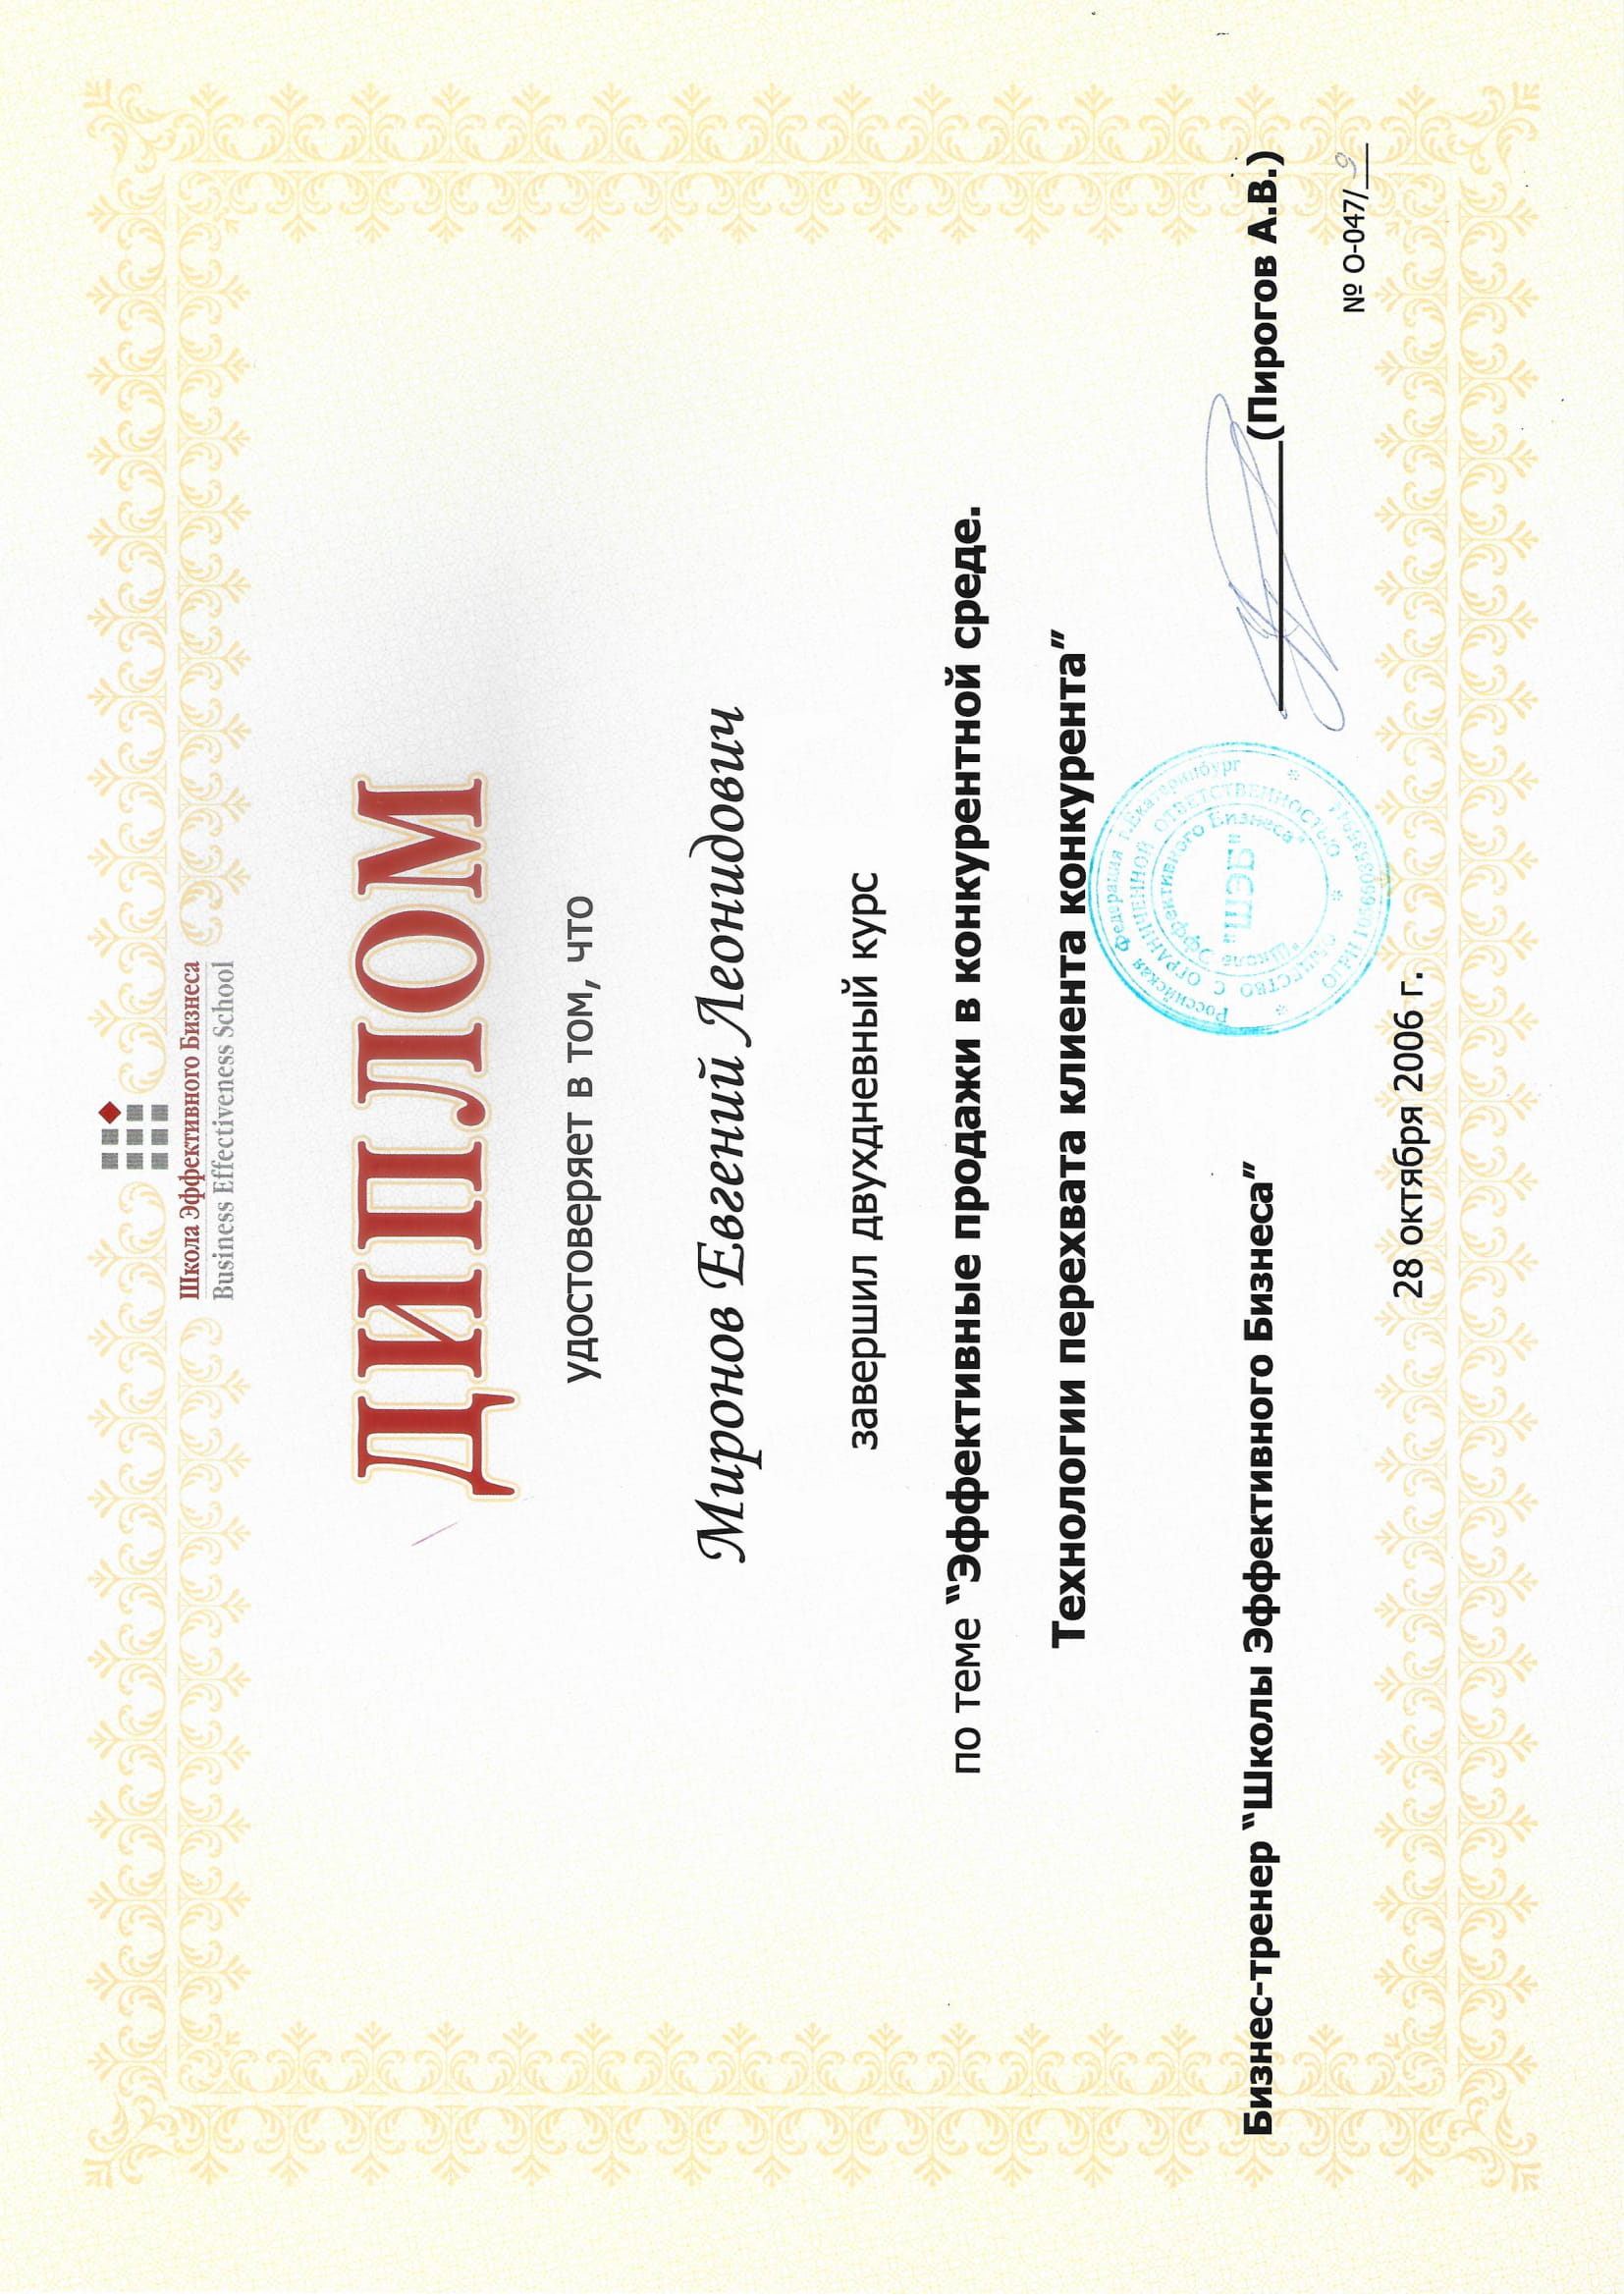 Школа Эффективного Бизнеса
Business Effectiveness School
ДИПЛОМ
удостоверяет в том, что
Миронов Евгений Леонидович
завершил двухдневный курс
по теме “Эффективные продажи в конкурентной среде.
Технологии перехвата клиента конкурента”
Российская Федерация г.Екатеринбург
ОБЩЕСТВО С ОГРАНИЧЕННОЙ ОТВЕТСТВЕННОСТЬЮ
"Школа Эффективного Бизнеса"
"ШЭБ"
ОГРН
Бизнес-тренер “Школы Эффективного Бизнеса”
(Пирогов А.В.)
№ О-047/9
28 октября 2006 г.